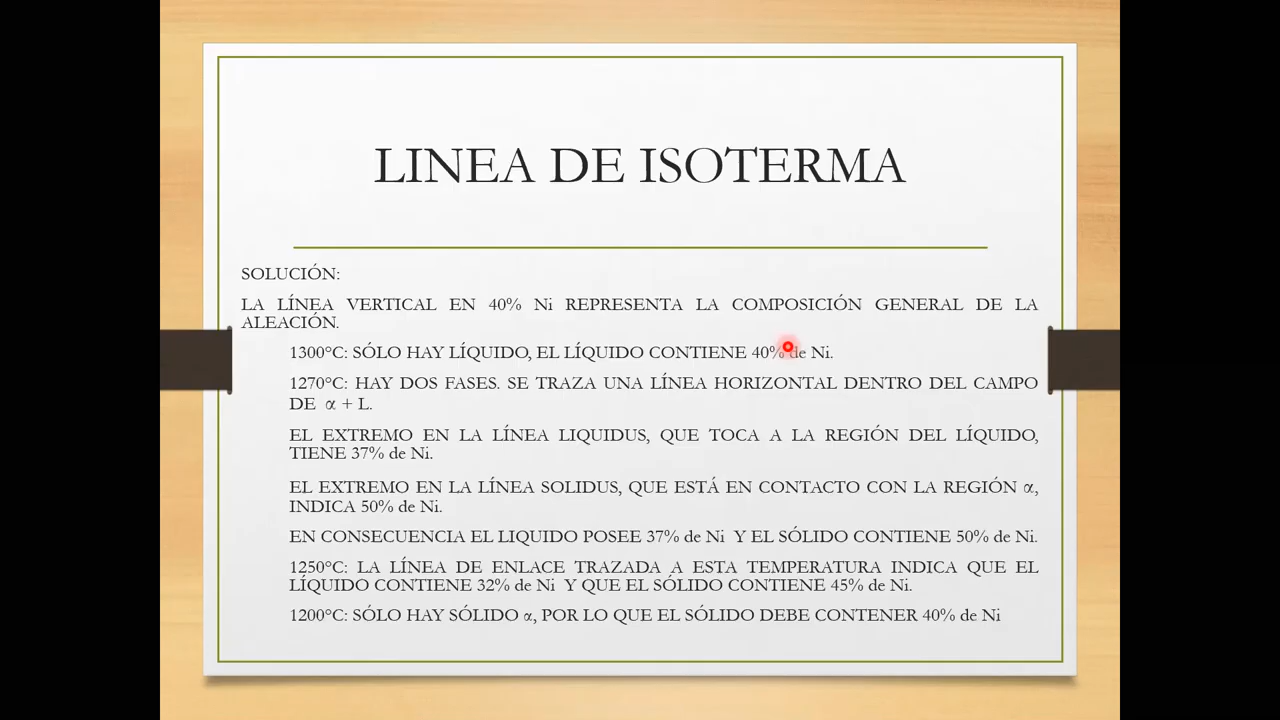 LINEA DE ISOTERMA
SOLUCIÓN:
LA LÍNEA VERTICAL EN 40% Ni REPRESENTA LA COMPOSICIÓN GENERAL DE LA
ALEACIÓN.
1300°C: SÓLO HAY LÍQUIDO, EL LÍQUIDO CONTIENE 40% de Ni.
1270°C: HAY DOS FASES. SE TRAZA UNA LÍNEA HORIZONTAL DENTRO DEL CAMPO
DE α + L.
EL EXTREMO EN LA LÍNEA LIQUIDUS, QUE TOCA A LA REGIÓN DEL LÍQUIDO,
TIENE 37% de Ni.
EL EXTREMO EN LA LÍNEA SOLIDUS, QUE ESTÁ EN CONTACTO CON LA REGIÓN α,
INDICA 50% de Ni.
EN CONSECUENCIA EL LIQUIDO POSEE 37% de Ni Y EL SÓLIDO CONTIENE 50% de Ni.
1250°C: LA LÍNEA DE ENLACE TRAZADA A ESTA TEMPERATURA INDICA QUE EL
LÍQUIDO CONTIENE 32% de Ni Y QUE EL SÓLIDO CONTIENE 45% de Ni.
1200°C: SÓLO HAY SÓLIDO α, POR LO QUE EL SÓLIDO DEBE CONTENER 40% de Ni